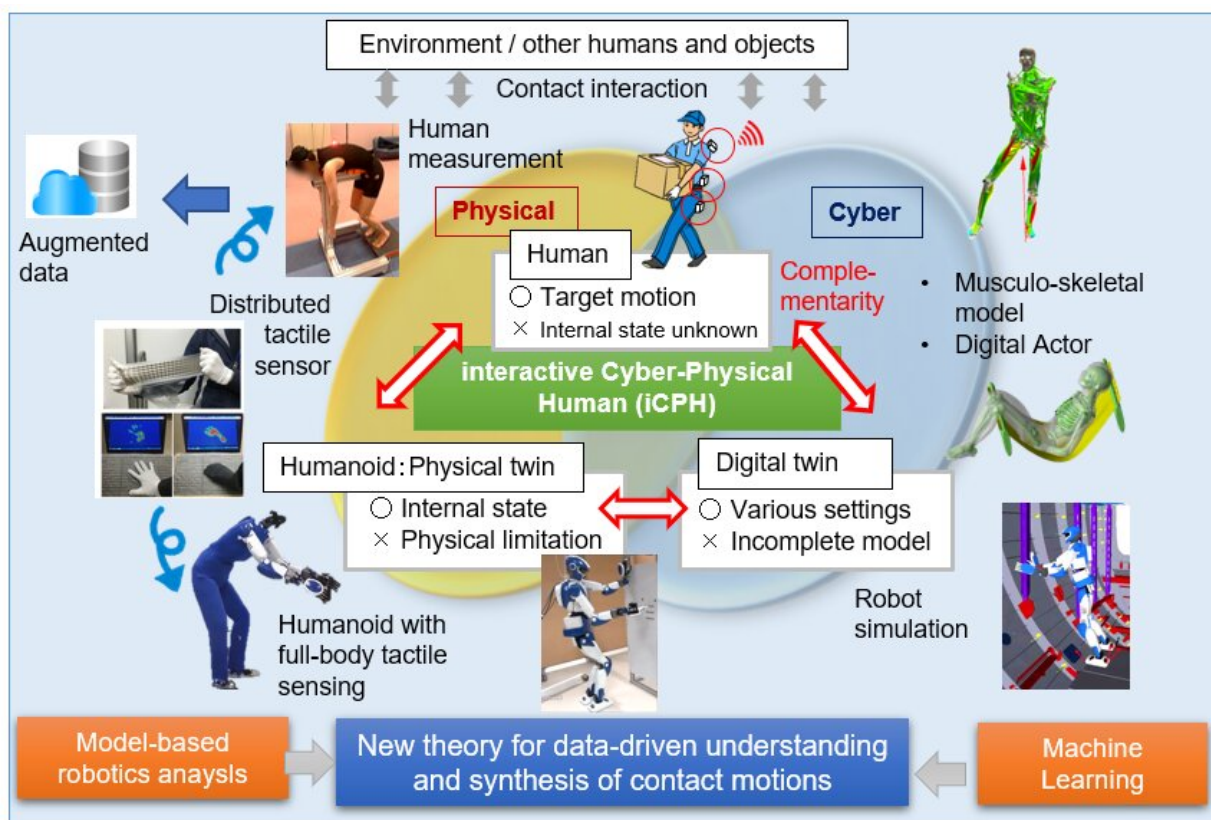 Environment / other humans and objects
Contact interaction
Human
measurement
Augmented
data
Physical
Cyber
Human
○ Target motion
× Internal state unknown
Comple-
mentarity
• Musculo-skeletal
model
• Digital Actor
Distributed
tactile
sensor
interactive Cyber-Physical
Human (iCPH)
Humanoid：Physical twin
○ Internal state
× Physical limitation
Digital twin
○ Various settings
× Incomplete model
Humanoid with
full-body tactile
sensing
Robot
simulation
Model-based
robotics anaysls
New theory for data-driven understanding
and synthesis of contact motions
Machine
Learning